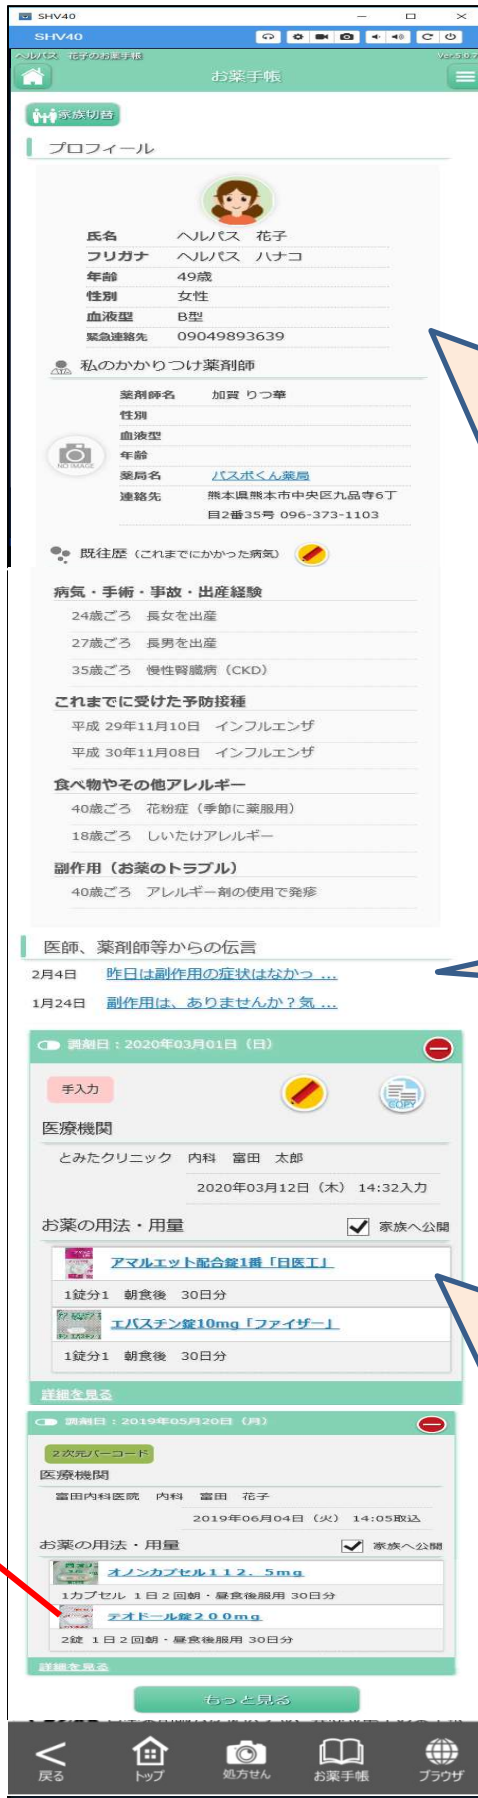 SHV40
SHV40
ヘルパス 花子のお薬手帳
Ver.5.0.7
お薬手帳
家族切替
プロフィール
氏名 ヘルパス 花子
フリガナ ヘルパス ハナコ
年齢 49歳
性別 女性
血液型 B型
緊急連絡先 09049893639
私のかかりつけ薬剤師
薬剤師名 加賀 りつ華
性別
血液型
年齢
NO IMAGE
薬局名 パスポくん薬局
連絡先 熊本県熊本市中央区九品寺6丁
目2番35号 096-373-1103
既往歴（これまでにかかった病気）
病気・手術・事故・出産経験
24歳ごろ 長女を出産
27歳ごろ 長男を出産
35歳ごろ 慢性腎臓病（CKD）
これまでに受けた予防接種
平成 29年11月10日 インフルエンザ
平成 30年11月08日 インフルエンザ
食べ物やその他アレルギー
40歳ごろ 花粉症（季節に薬服用）
18歳ごろ しいたけアレルギー
副作用（お薬のトラブル）
40歳ごろ アレルギー剤の使用で発疹
医師、薬剤師等からの伝言
2月4日 昨日は副作用の症状はなかっ ...
1月24日 副作用は、ありませんか？気 ...
調剤日：2020年03月01日（日）
手入力
COPY
医療機関
とみたクリニック 内科 富田 太郎
2020年03月12日（木） 14:32入力
お薬の用法・用量 家族へ公開
アマルエット配合錠1番「日医工」
1錠分1 朝食後 30日分
エバスチン錠10mg「ファイザー」
1錠分1 朝食後 30日分
詳細を見る
調剤日：2019年05月20日（月）
2次元バーコード
医療機関
富田内科医院 内科 富田 花子
2019年06月04日（火） 14:05取込
お薬の用法・用量 家族へ公開
オノンカプセル112.5mg
1カプセル 1日2回朝・昼食後服用 30日分
テオドール錠200mg
2錠 1日2回朝・昼食後服用 30日分
詳細を見る
もっと見る
戻る トップ 処方せん お薬手帳 ブラウザ